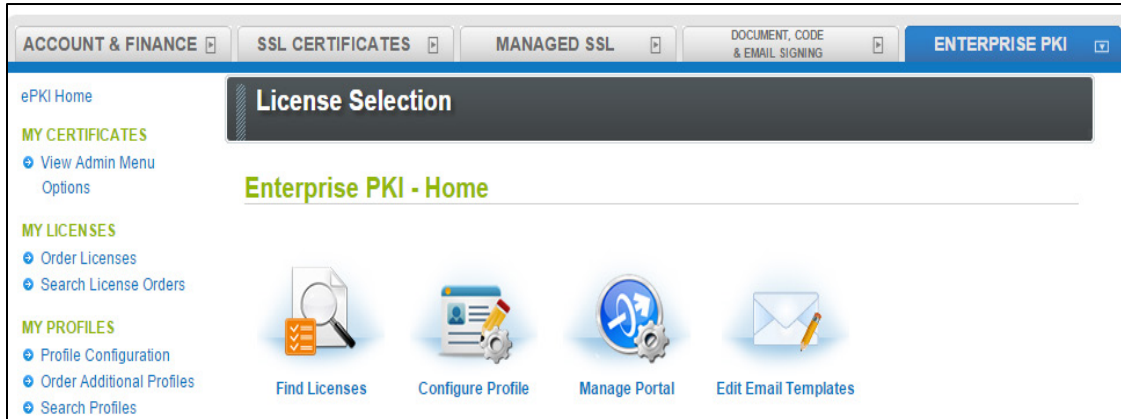 ACCOUNT & FINANCE
SSL CERTIFICATES
MANAGED SSL
DOCUMENT, CODE
& EMAIL SIGNING
ENTERPRISE PKI
ePKI Home
MY CERTIFICATES
View Admin Menu
Options
MY LICENSES
Order Licenses
Search License Orders
MY PROFILES
Profile Configuration
Order Additional Profiles
Search Profiles
License Selection
Enterprise PKI - Home
Find Licenses
Configure Profile
Manage Portal
Edit Email Templates